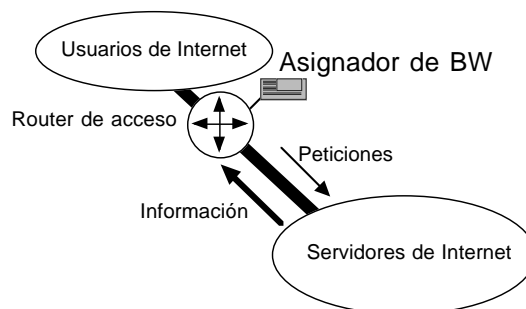 Usuarios de Internet
Asignador de BW
Router de acceso
Peticiones
Información
Servidores de Internet